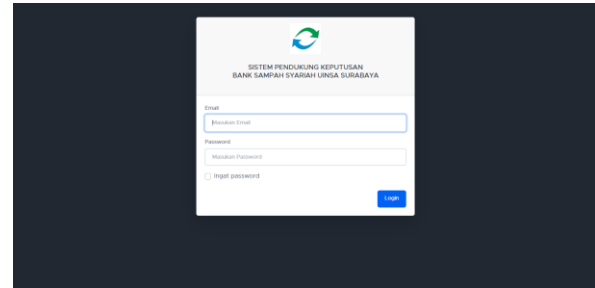 SISTEM PENDUKUNG KEPUTUSAN
BANK SAMPAH SYARIAH UINSA SURABAYA
Email
Masukan Email
Password
Masukan Password
Ingat password
Login